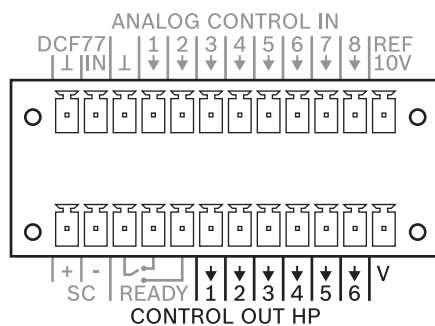 ANALOG CONTROL IN
DCF77 1 2 3 4 5 6 7 8 REF
⊥ IN ⊥ 10V
+ - 1 2 3 4 5 6 V
SC READY
CONTROL OUT HP